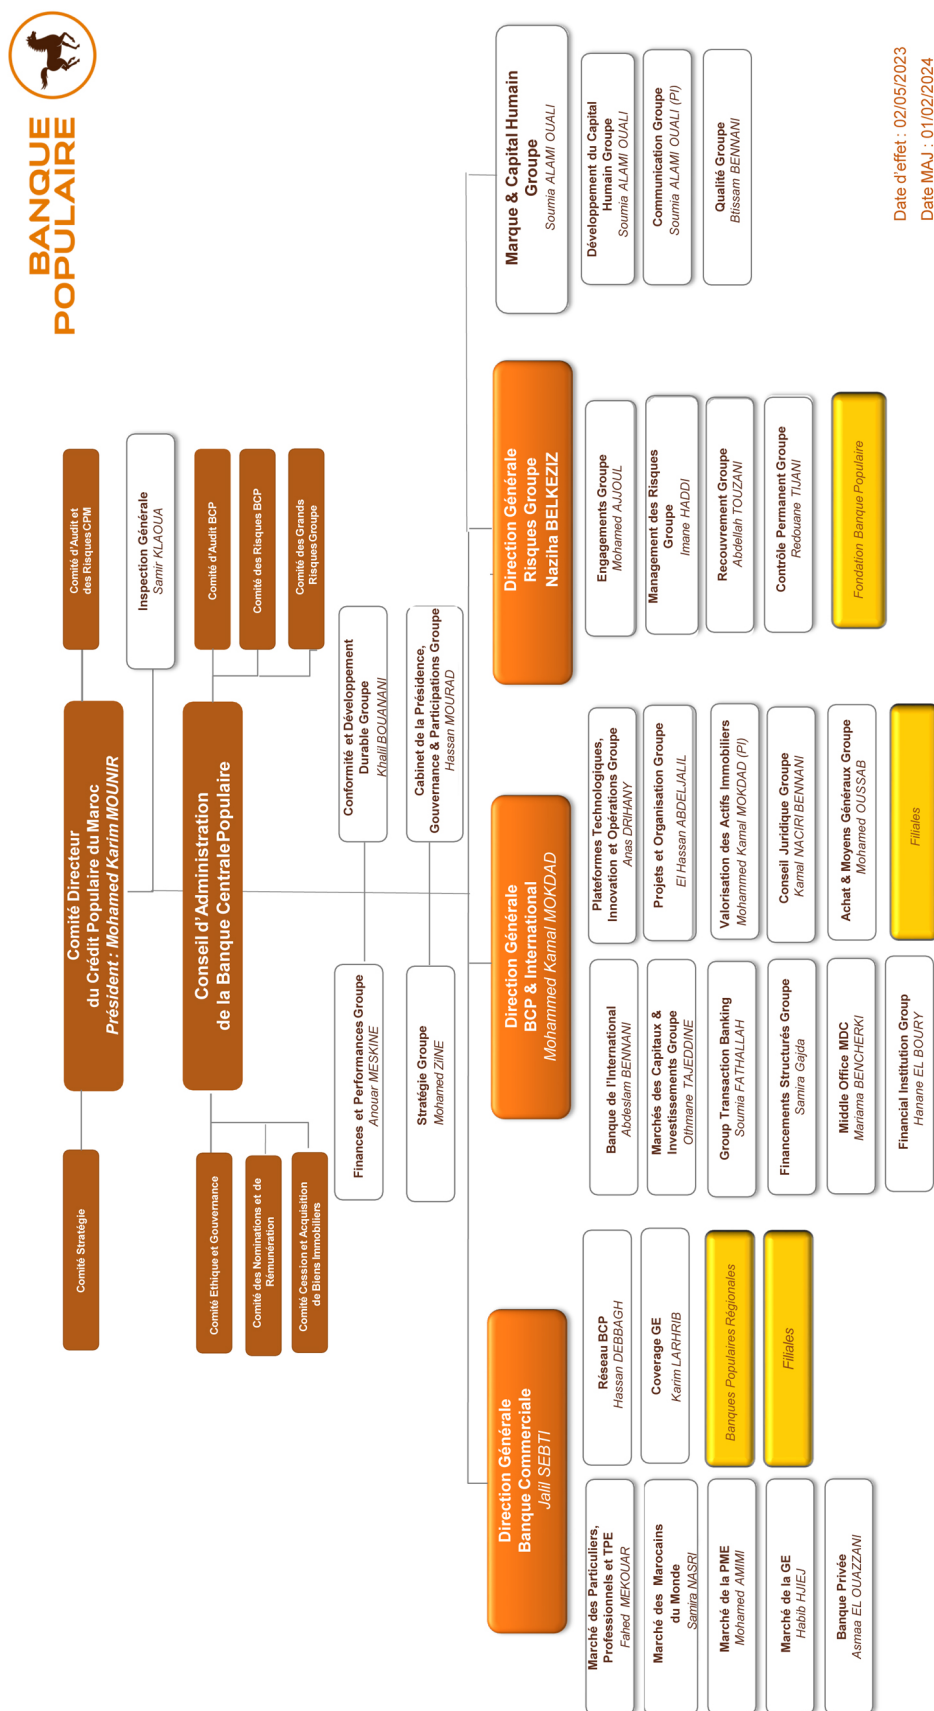 BANQUE
POPULAIRE
Comité Stratégie
Comité Directeur
du Crédit Populaire du Maroc
Président : Mohamed Karim MOUNIR
Comité d'Audit et
des Risques CPM
Inspection Générale
Samir KLAOUA
Conseil d'Administration
de la Banque Centrale Populaire
Comité Ethique et Gouvernance
Comité des Nominations et de
Rémunération
Comité Cession et Acquisition
de Biens Immobiliers
Comité d'Audit BCP
Comité des Risques BCP
Comité des Grands
Risques Groupe
Finances et Performances Groupe
Anouar MESKINE
Conformité et Développement
Durable Groupe
Khalil BOUANANI
Stratégie Groupe
Mohamed ZIINE
Cabinet de la Présidence,
Gouvernance & Participations Groupe
Hassan MOURAD
Direction Générale
Banque Commerciale
Jalil SEBTI
Marché des Particuliers,
Professionnels et TPE
Fahed MEKOUAR
Marché des Marocains
du Monde
Samira NASRI
Marché de la PME
Mohamed AMIMI
Marché de la GE
Habib HJIEJ
Banque Privée
Asmaa EL OUAZZANI
Réseau BCP
Hassan DEBBAGH
Coverage GE
Karim LARHRIB
Banques Populaires Régionales
Filiales
Direction Générale
BCP & International
Mohammed Kamal MOKDAD
Banque de l'International
Abdeslam BENNANI
Marchés des Capitaux &
Investissements Groupe
Othmane TAJEDDINE
Group Transaction Banking
Soumia FATHALLAH
Financements Structurés Groupe
Samira Gajda
Middle Office MDC
Mariama BENCHERKI
Financial Institution Group
Hanane EL BOURY
Plateformes Technologiques,
Innovation et Opérations Groupe
Anas DRIHANY
Projets et Organisation Groupe
El Hassan ABDELJALIL
Valorisation des Actifs Immobiliers
Mohammed Kamal MOKDAD (PI)
Conseil Juridique Groupe
Kamal NACIRI BENNANI
Achat & Moyens Généraux Groupe
Mohamed OUSSAB
Filiales
Direction Générale
Risques Groupe
Naziha BELKEZIZ
Engagements Groupe
Mohamed AJJOUL
Management des Risques
Groupe
Imane HADDI
Recouvrement Groupe
Abdellah TOUZANI
Contrôle Permanent Groupe
Redouane TIJANI
Fondation Banque Populaire
Marque & Capital Humain
Groupe
Soumia ALAMI OUALI
Développement du Capital
Humain Groupe
Soumia ALAMI OUALI
Communication Groupe
Soumia ALAMI OUALI (PI)
Qualité Groupe
Btissam BENNANI
Date d'effet : 02/05/2023
Date MAJ : 01/02/2024